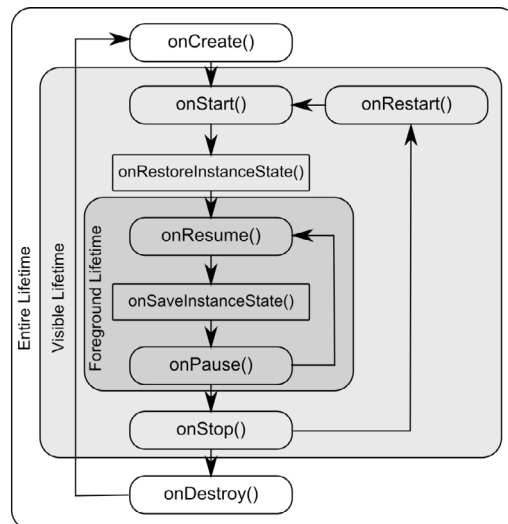 onCreate()
onStart()
onRestart()
onRestoreInstanceState()
onResume()
onSaveInstanceState()
onPause()
onStop()
onDestroy()
Entire Lifetime
Visible Lifetime
Foreground Lifetime